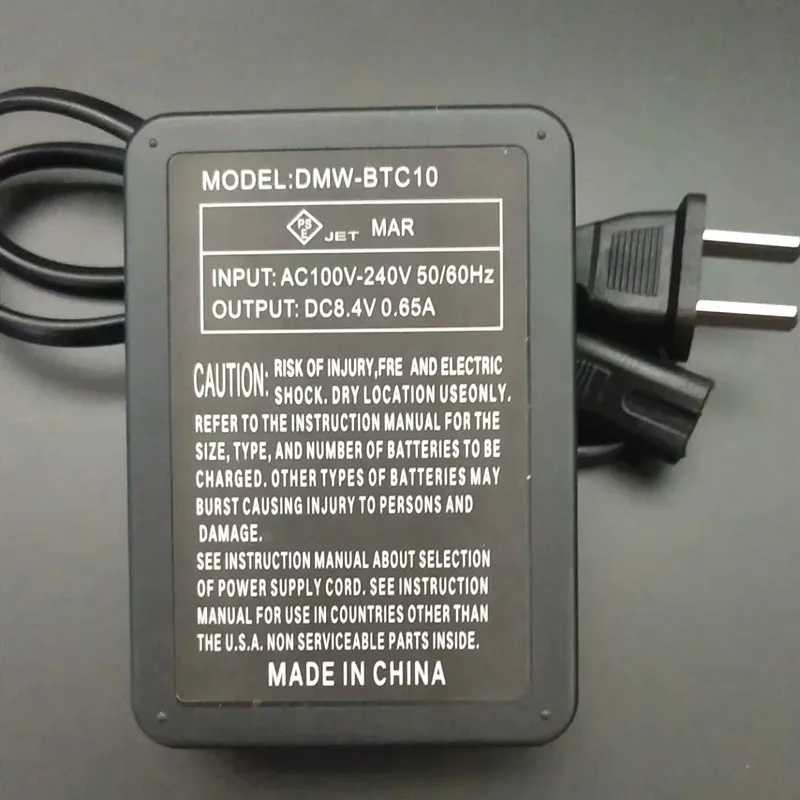 MODEL:DMW-BTC10
PS E JET MAR
INPUT: AC100V-240V 50/60Hz
OUTPUT: DC8.4V 0.65A
CAUTION: RISK OF INJURY,FRE AND ELECTRIC
SHOCK. DRY LOCATION USEONLY.
REFER TO THE INSTRUCTION MANUAL FOR THE
SIZE, TYPE, AND NUMBER OF BATTERIES TO BE
CHARGED. OTHER TYPES OF BATTERIES MAY
BURST CAUSING INJURY TO PERSONS AND
DAMAGE.
SEE INSTRUCTION MANUAL ABOUT SELECTION
OF POWER SUPPLY CORD. SEE INSTRUCTION
MANUAL FOR USE IN COUNTRIES OTHER THAN
THE U.S.A. NON SERVICEABLE PARTS INSIDE.
MADE IN CHINA